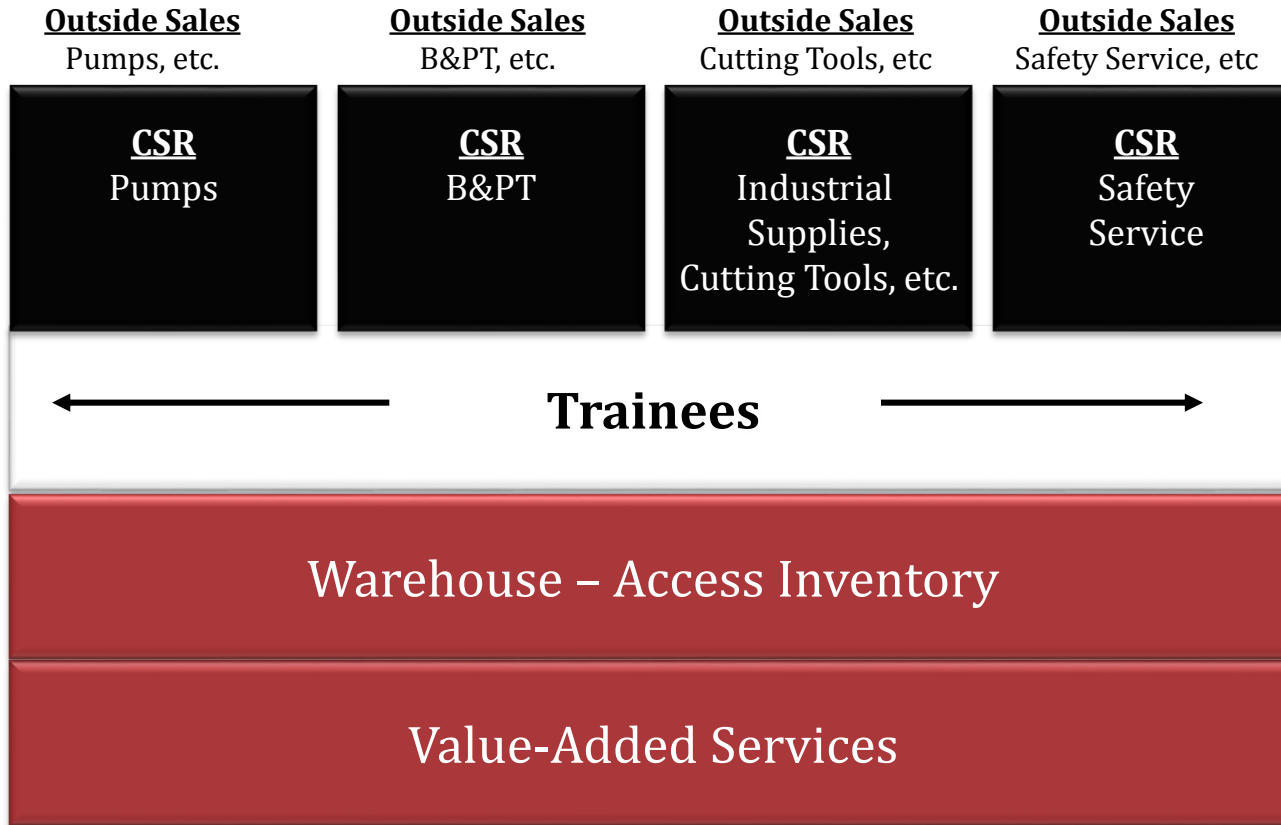 Outside Sales
Pumps, etc.
Outside Sales
B&PT, etc.
Outside Sales
Cutting Tools, etc
Outside Sales
Safety Service, etc
CSR
Pumps
CSR
B&PT
CSR
Industrial
Supplies,
Cutting Tools, etc.
CSR
Safety
Service
Trainees
Warehouse – Access Inventory
Value-Added Services